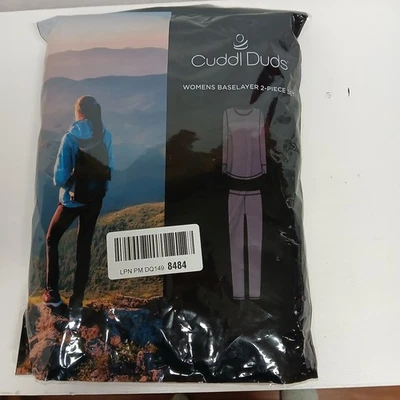 Cuddl Duds
WOMENS BASELAYER 2-PIECE
LPN PM DQ149 8484